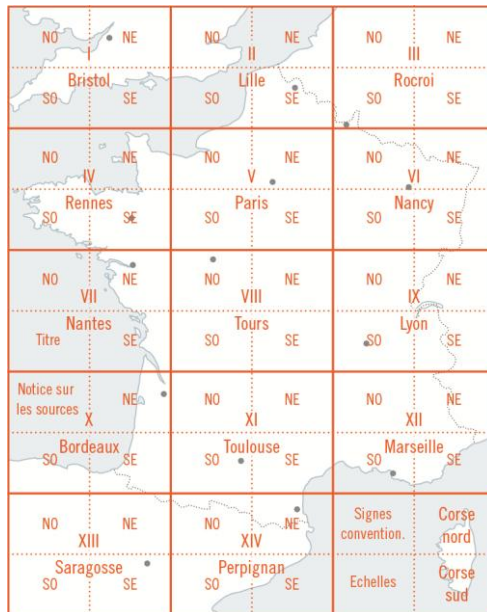 NO NE NO NE NO NE
I II III
Bristol Lille Rocroi
SO SE SO SE SO SE
NO NE NO NE NO NE
IV V VI
Rennes Paris Nancy
SO SE SO SE SO SE
NO NE NO NE NO NE
VII VIII IX
Nantes Tours Lyon
Titre SE SO SE SO SE
Notice sur
les sources NE NO NE NO NE
X XI XII
Bordeaux Toulouse Marseille
SO SE SO SE SO SE
NO NE NO NE Signes
convention. Corse
nord
XIII XIV
Saragosse Perpignan
SO SE SO SE Echelles Corse
sud